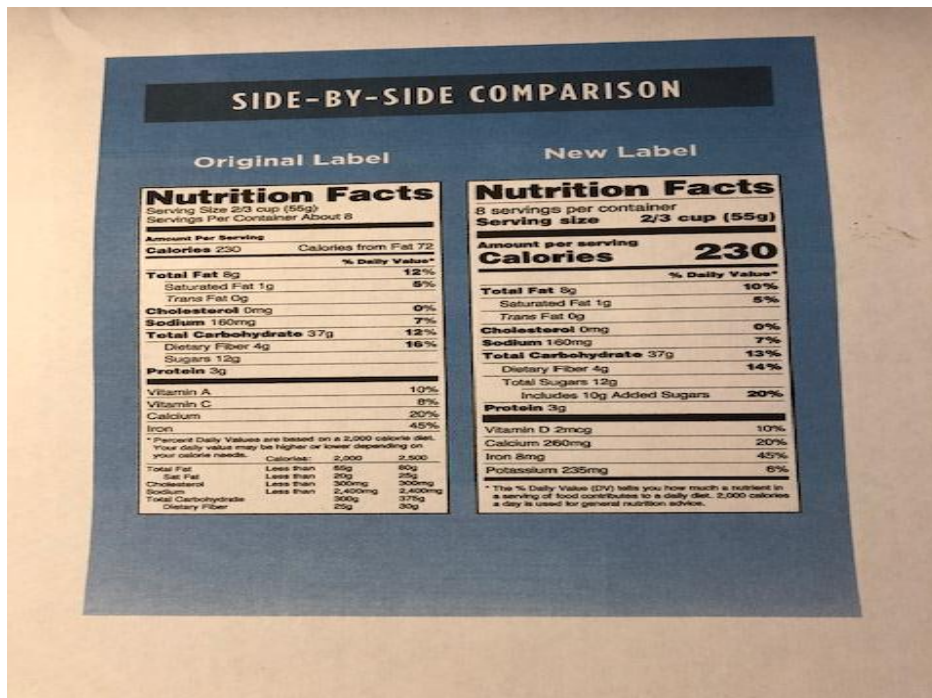 SIDE-BY-SIDE COMPARISON
Original Label
Nutrition Facts
Serving Size 2/3 cup (55g)
Servings Per Container About 8
Amount Per Serving
Calories 230 Calories from Fat 72
% Daily Value*
Total Fat 8g 12%
Saturated Fat 1g 5%
Trans Fat 0g
Cholesterol 0mg 0%
Sodium 160mg 7%
Total Carbohydrate 37g 12%
Dietary Fiber 4g 16%
Sugars 12g
Protein 3g
Vitamin A 10%
Vitamin C 8%
Calcium 20%
Iron 45%
* Percent Daily Values are based on a 2,000 calorie diet.
Your daily value may be higher or lower depending on
your calorie needs.
Calories: 2,000 2,500
Total Fat Less than 65g 80g
Sat Fat Less than 20g 25g
Cholesterol Less than 300mg 300mg
Sodium Less than 2,400mg 2,400mg
Total Carbohydrate 300g 375g
Dietary Fiber 25g 30g
New Label
Nutrition Facts
8 servings per container
Serving size 2/3 cup (55g)
Amount per serving
Calories 230
% Daily Value*
Total Fat 8g 10%
Saturated Fat 1g 5%
Trans Fat 0g
Cholesterol 0mg 0%
Sodium 160mg 7%
Total Carbohydrate 37g 13%
Dietary Fiber 4g 14%
Total Sugars 12g
Includes 10g Added Sugars 20%
Protein 3g
Vitamin D 2mcg 10%
Calcium 260mg 20%
Iron 8mg 45%
Potassium 235mg 6%
* The % Daily Value (DV) tells you how much a nutrient in
a serving of food contributes to a daily diet. 2,000 calories
a day is used for general nutrition advice.